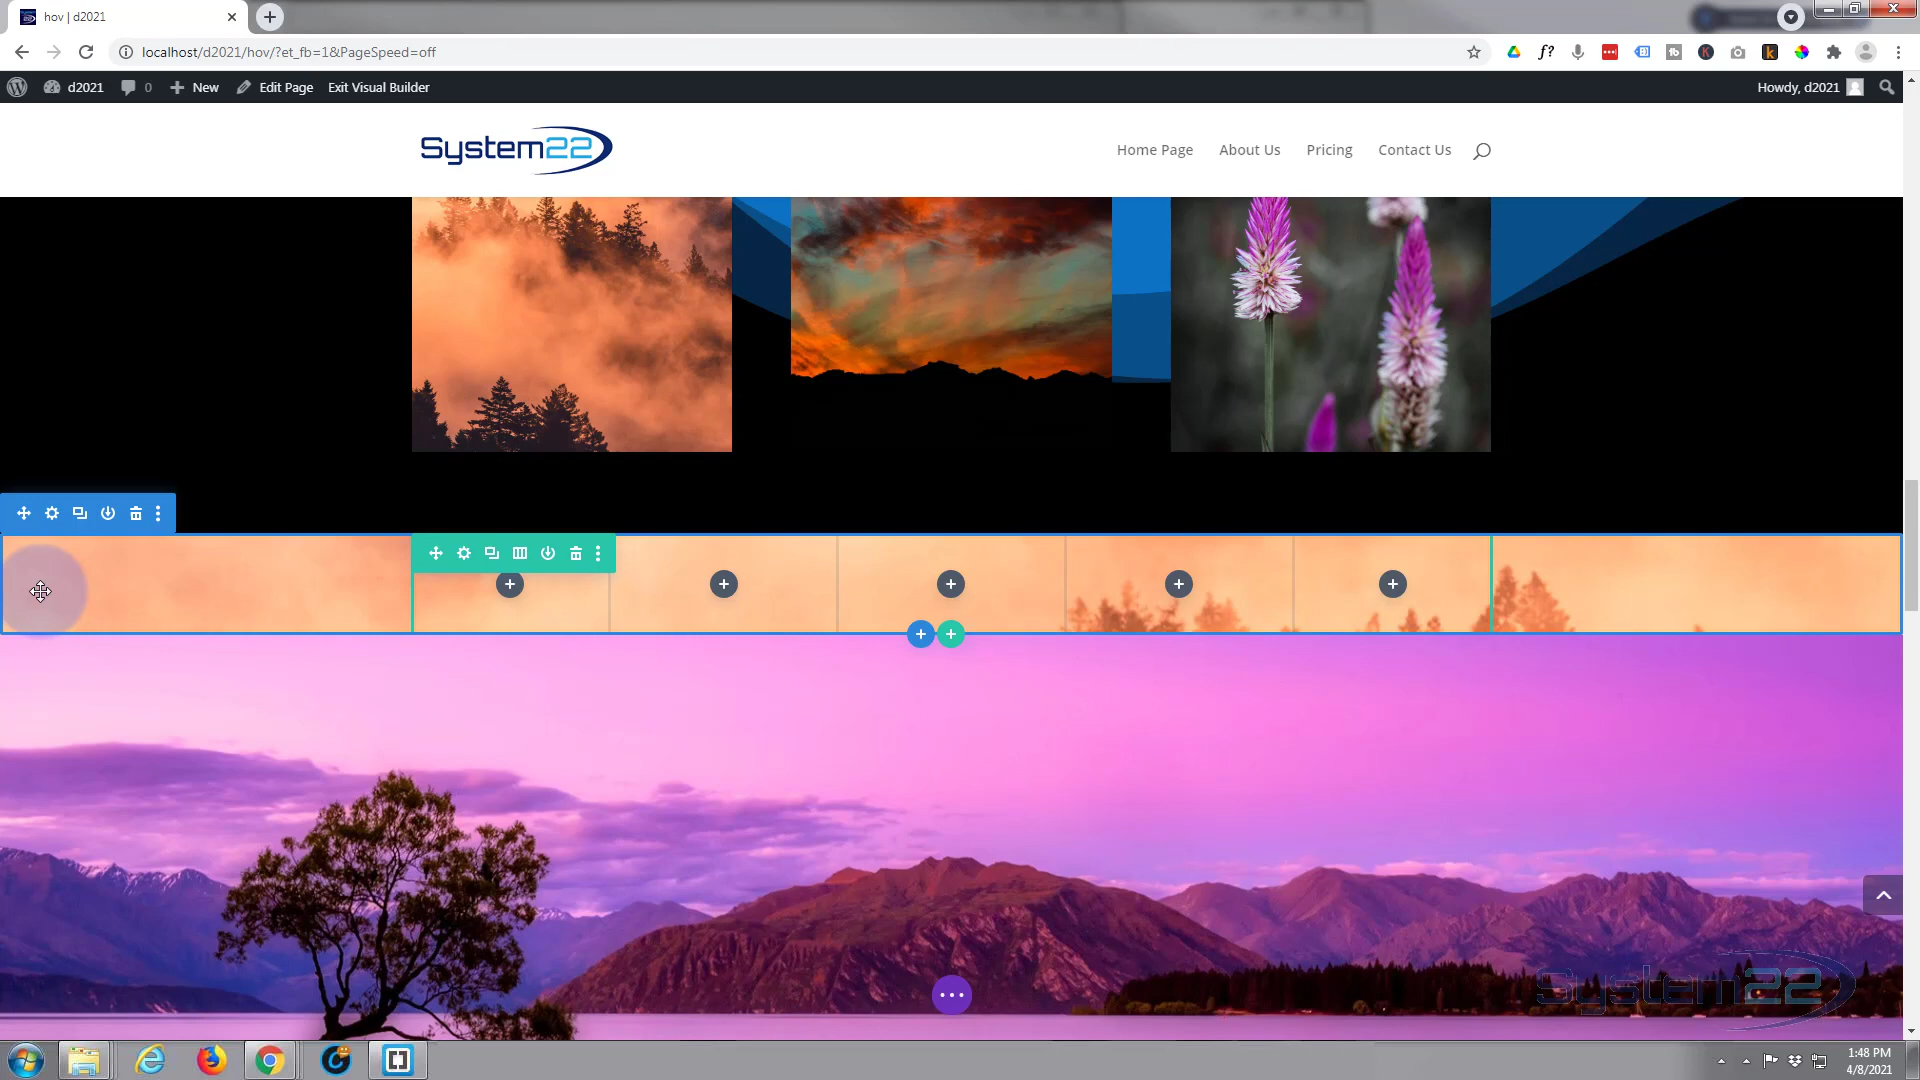 hov | d2021
localhost/d2021/hov/?et_fb=1&PageSpeed=off
d2021
0
New
Edit Page
Exit Visual Builder
Howdy, d2021
System22
Home Page
About Us
Pricing
Contact Us
System22
1:48 PM
4/8/2021